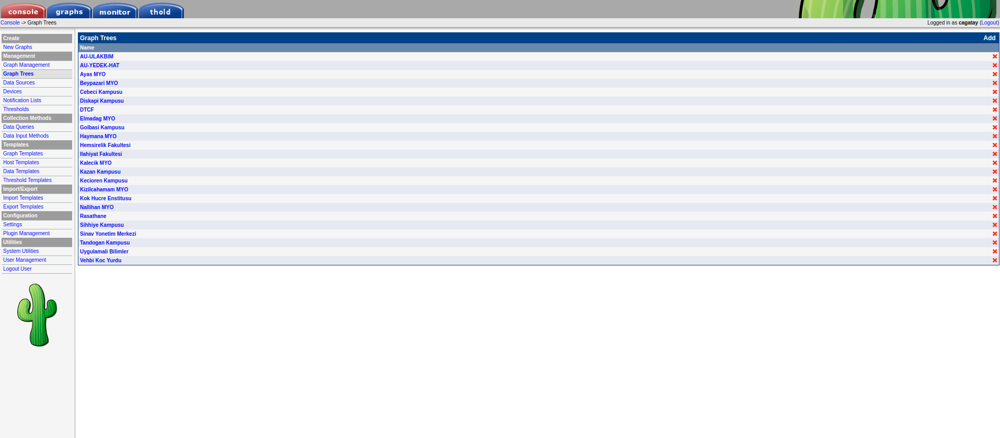 console graphs monitor thold
Console -> Graph Trees
Logged in as cagatay (Logout)
Create
New Graphs
Management
Graph Management
Graph Trees
Data Sources
Devices
Notification Lists
Thresholds
Collection Methods
Data Queries
Data Input Methods
Templates
Graph Templates
Host Templates
Data Templates
Threshold Templates
Import/Export
Import Templates
Export Templates
Configuration
Settings
Plugin Management
Utilities
System Utilities
User Management
Logout User
Graph Trees Add
Name
AU-ULAKBIM
AU-YEDEK-HAT
Ayas MYO
Beypazari MYO
Cebeci Kampusu
Diskapi Kampusu
DTCF
Elmadag MYO
Golbasi Kampusu
Haymana MYO
Hemsirelik Fakultesi
Ilahiyat Fakultesi
Kalecik MYO
Kazan Kampusu
Kecioren Kampusu
Kizilcahamam MYO
Kok Hucre Enstitusu
Nallihan MYO
Rasathane
Sihhiye Kampusu
Sinav Yonetim Merkezi
Tandogan Kampusu
Uygulamali Bilimler
Vehbi Koc Yurdu